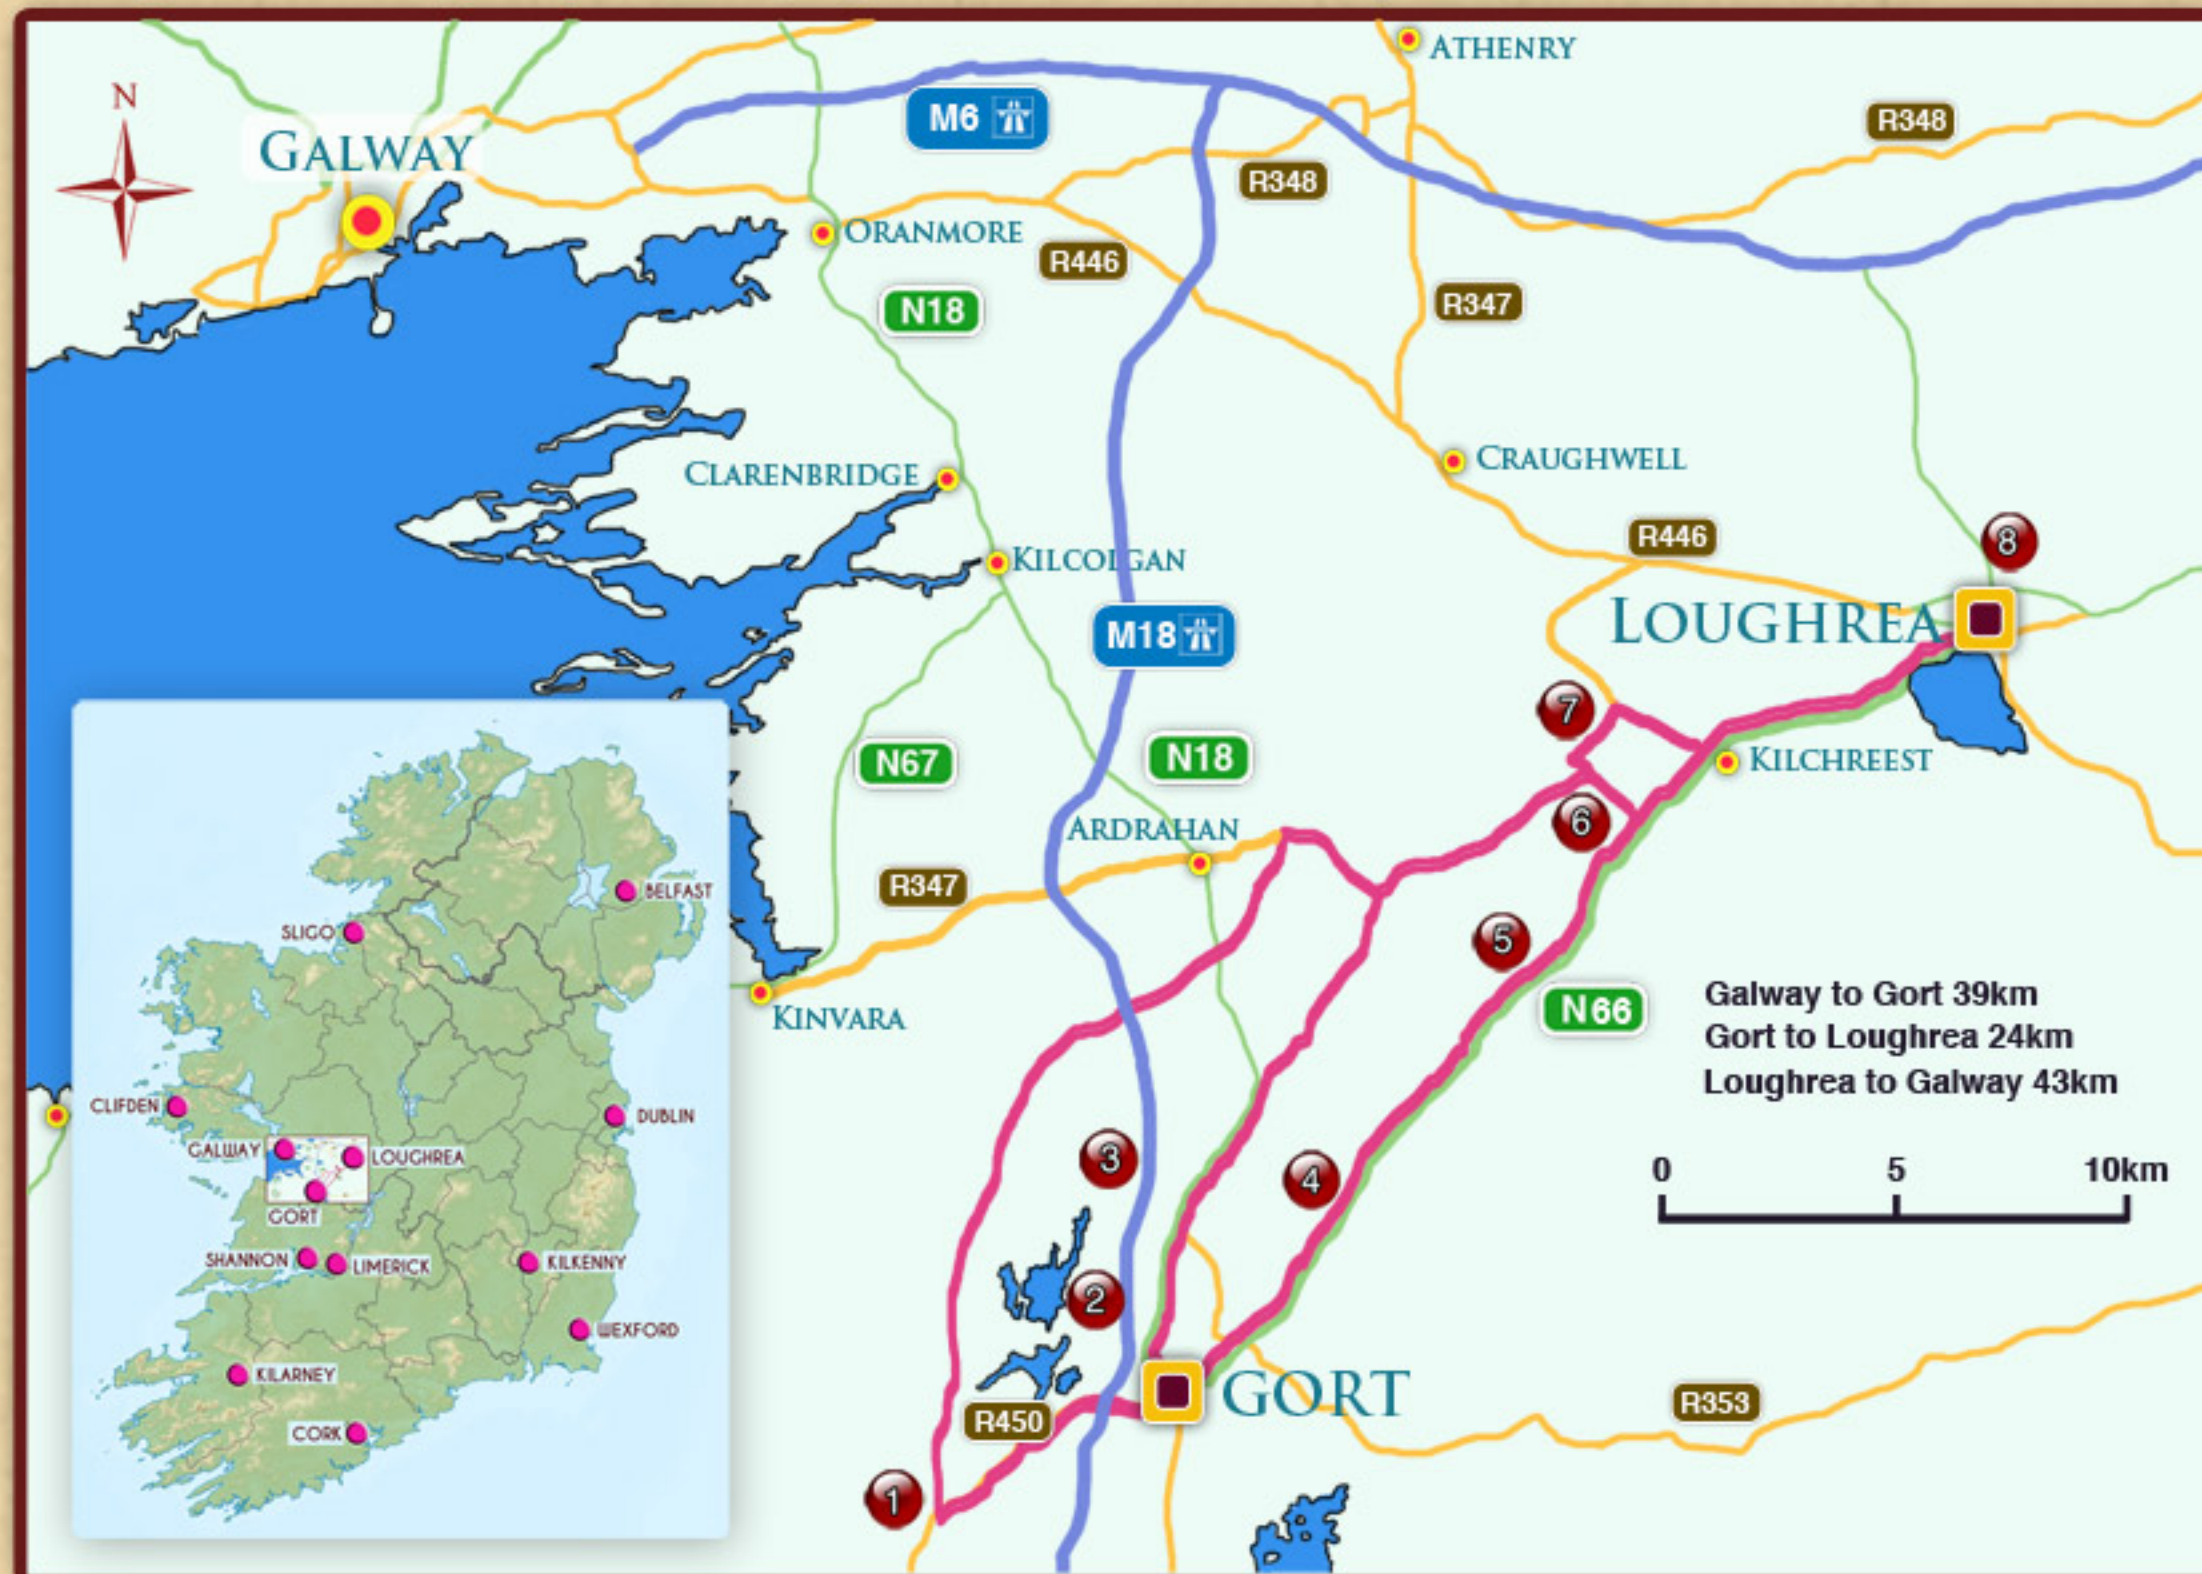 N
GALWAY
ATHENRY
M6
R348
R348
ORANMORE
R446
N18
R347
CLARENBRIDGE
CRAUGHWELL
R446
8
KILCOLGAN
LOUGHREA
M18
7
N67
N18
KILCHREEST
6
ARDRAHAN
R347
5
N66
KINVARA
Galway to Gort 39km
Gort to Loughrea 24km
Loughrea to Galway 43km
0 5 10km
3
4
2
GORT
R450
R353
1
BELFAST
SLIGO
CLIFDEN
DUBLIN
GALWAY
LOUGHREA
GORT
SHANNON
LIMERICK
KILKENNY
WEXFORD
KILARNEY
CORK